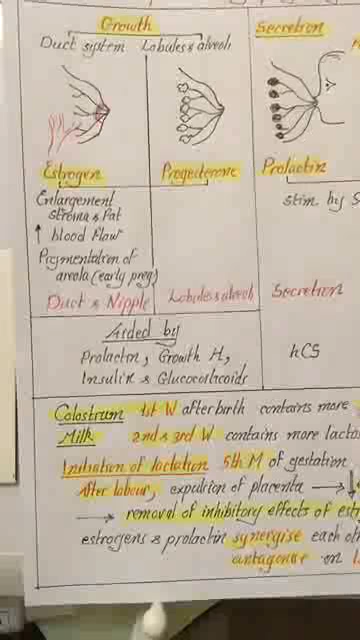 Growth
Secretion
Duct system Lobules & alveoli
Estrogen
Progesterone
Prolactin
Enlargement
stroma & Fat
↑ blood flow
Pigmentation of
areola (early preg)
stim by S
Duct & Nipple
Lobules & alveoli
Secretion
Aided by
Prolactin, Growth H,
Insulin & Glucocorticoids
hCS
Colostrum 1st W after birth contains more
Milk 2nd & 3rd W contains more lacto
Initiation of lactation 5th M of gestation
After labour, expulsion of placenta → ↓
→ removal of inhibitory effects of est
estrogens & prolactin synergise each oth
antagonise on